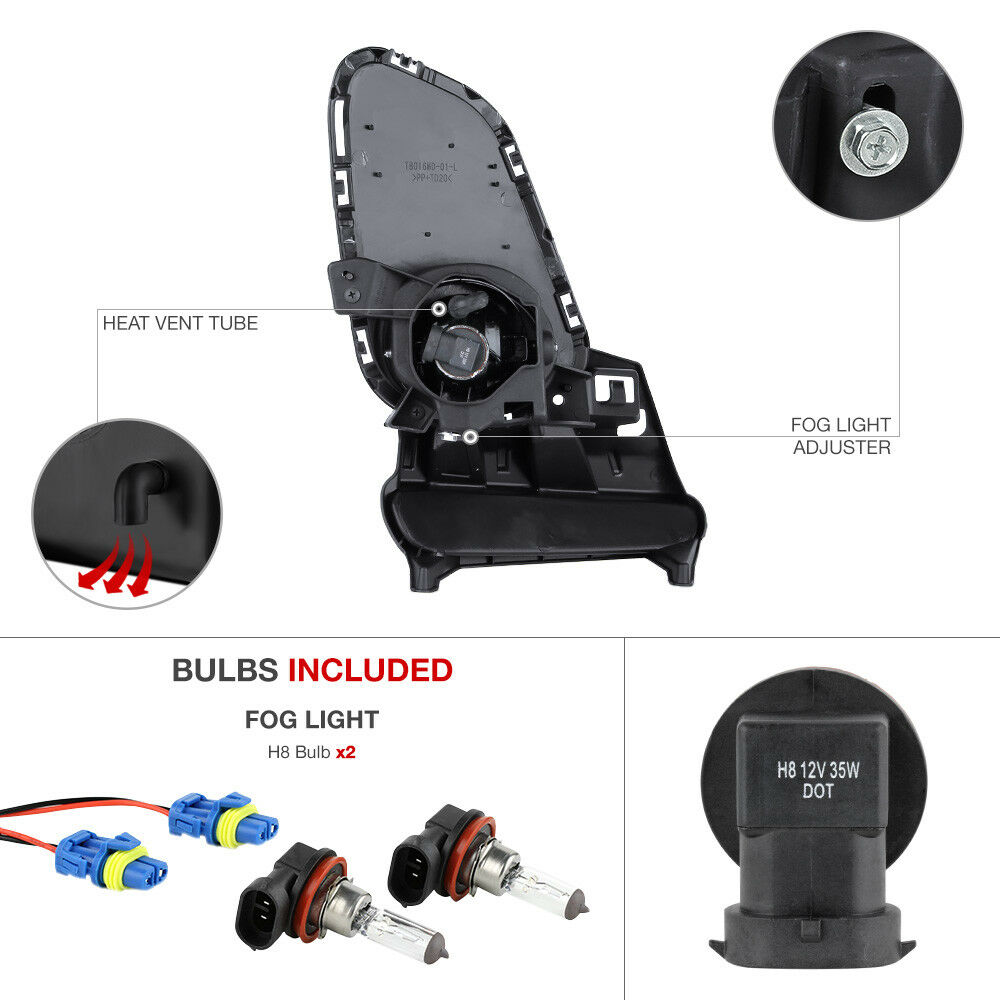 T8016WD-01-L
>PP+TD20<
HEAT VENT TUBE
FOG LIGHT
ADJUSTER
BULBS INCLUDED
FOG LIGHT
H8 Bulb x2
H8 12V 35W
DOT